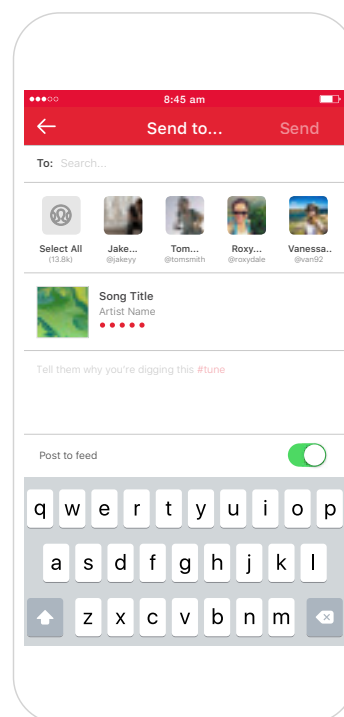 8:45 am
Send to... Send
To: Search...
Select All Jake... Tom... Roxy... Vanessa..
(13.8k) @jakeyy @tomsmith @roxydale @van92
Song Title
Artist Name
Tell them why you're digging this #tune
Post to feed
q w e r t y u i o p
a s d f g h j k l
z x c v b n m